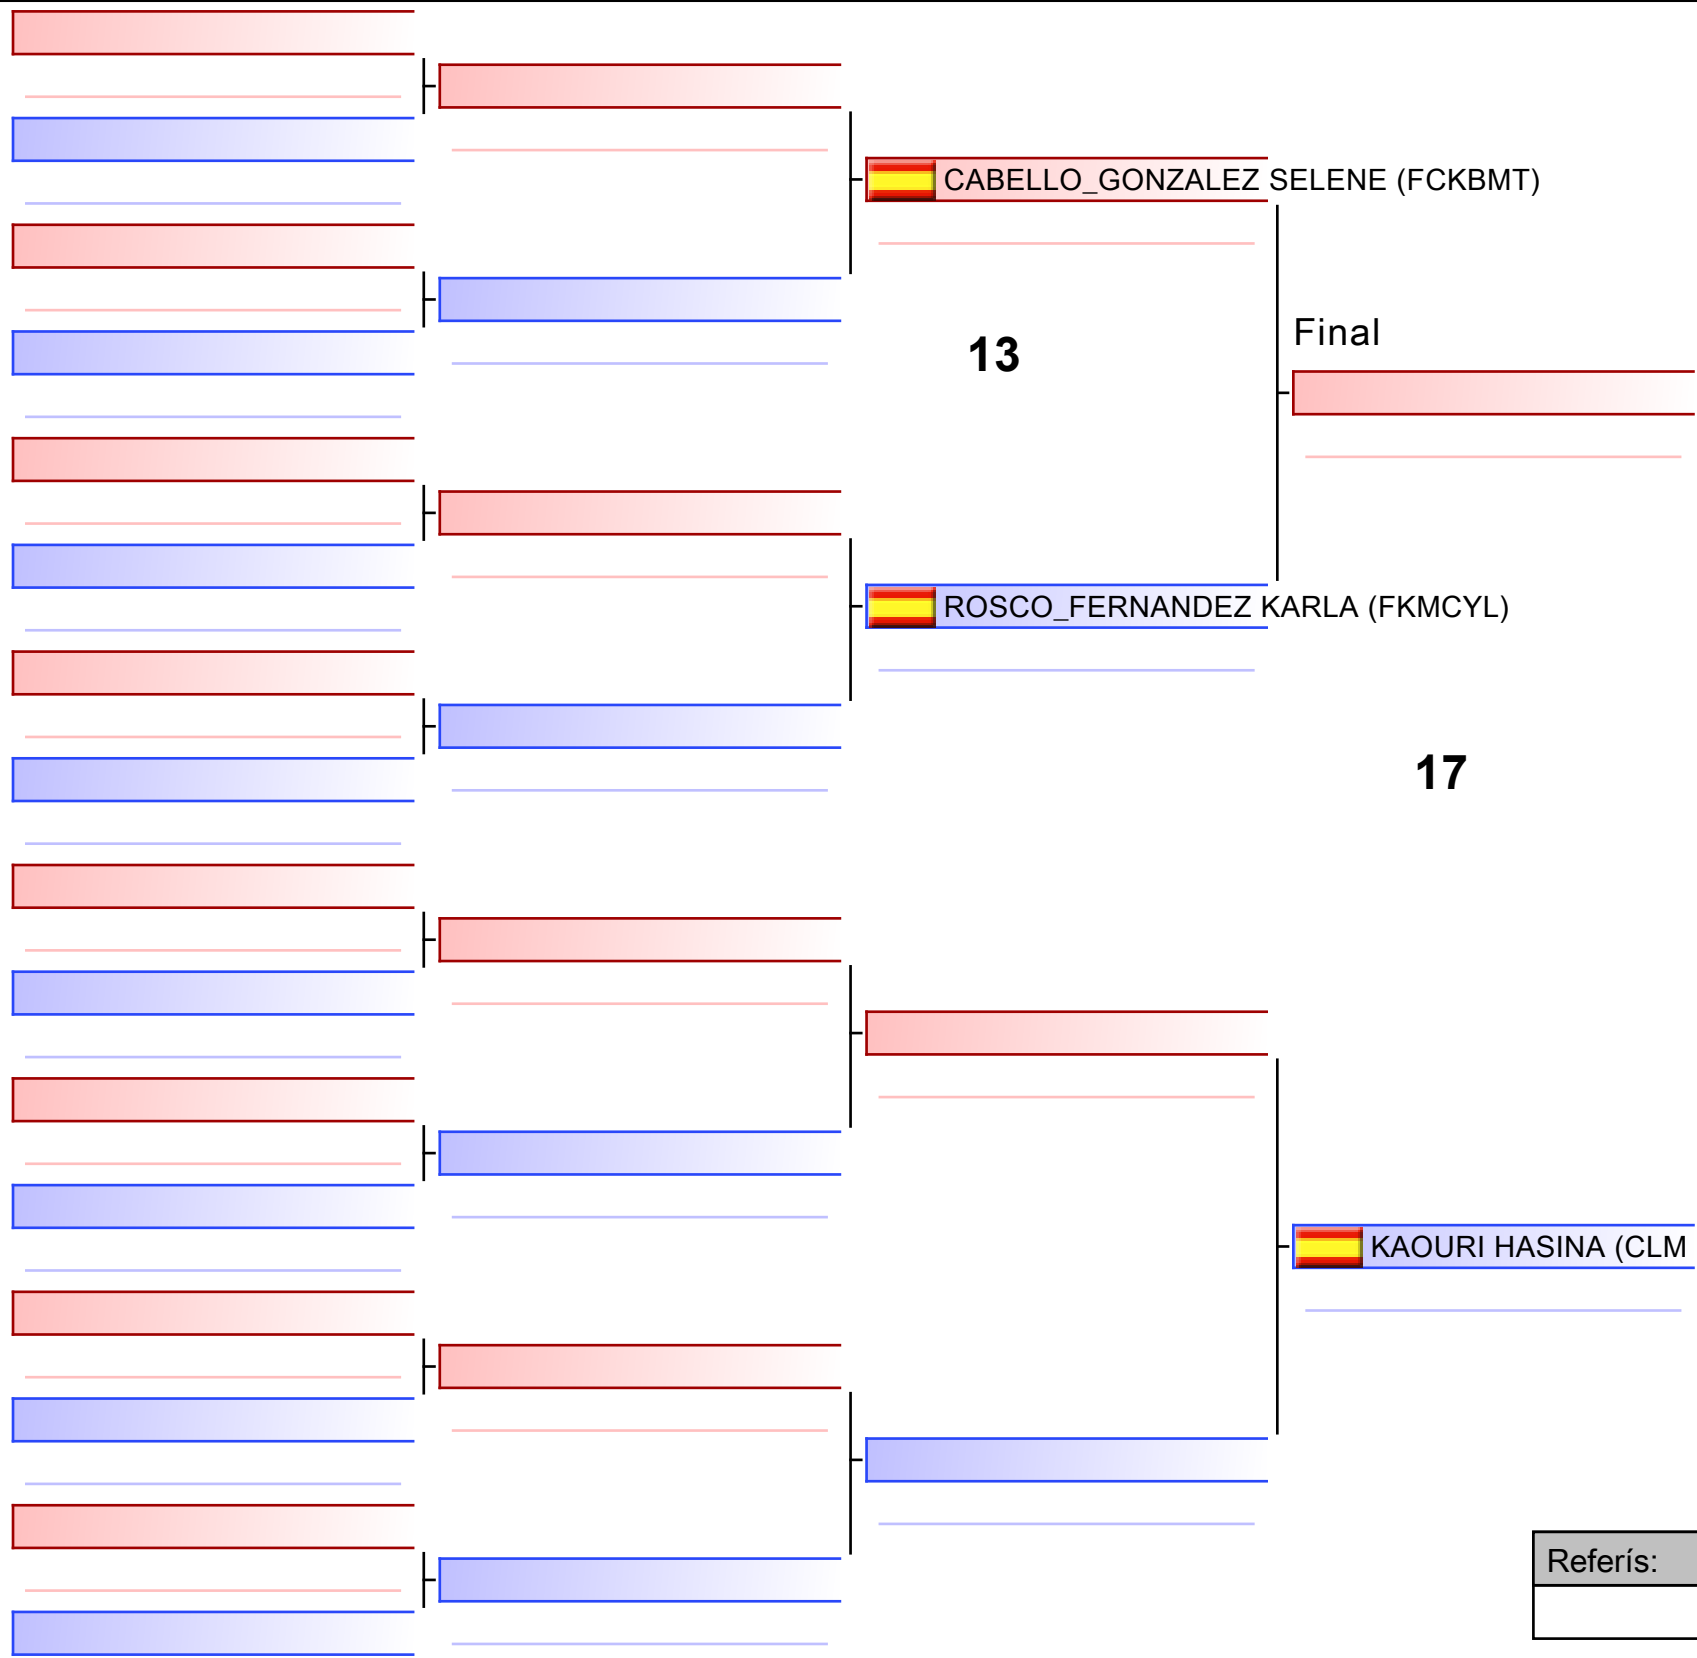 CABELLO_GONZALEZ SELENE (FCKBMT)
Final
13
ROSCO_FERNANDEZ KARLA (FKMCYL)
17
KAOURI HASINA (CLM
Referís: